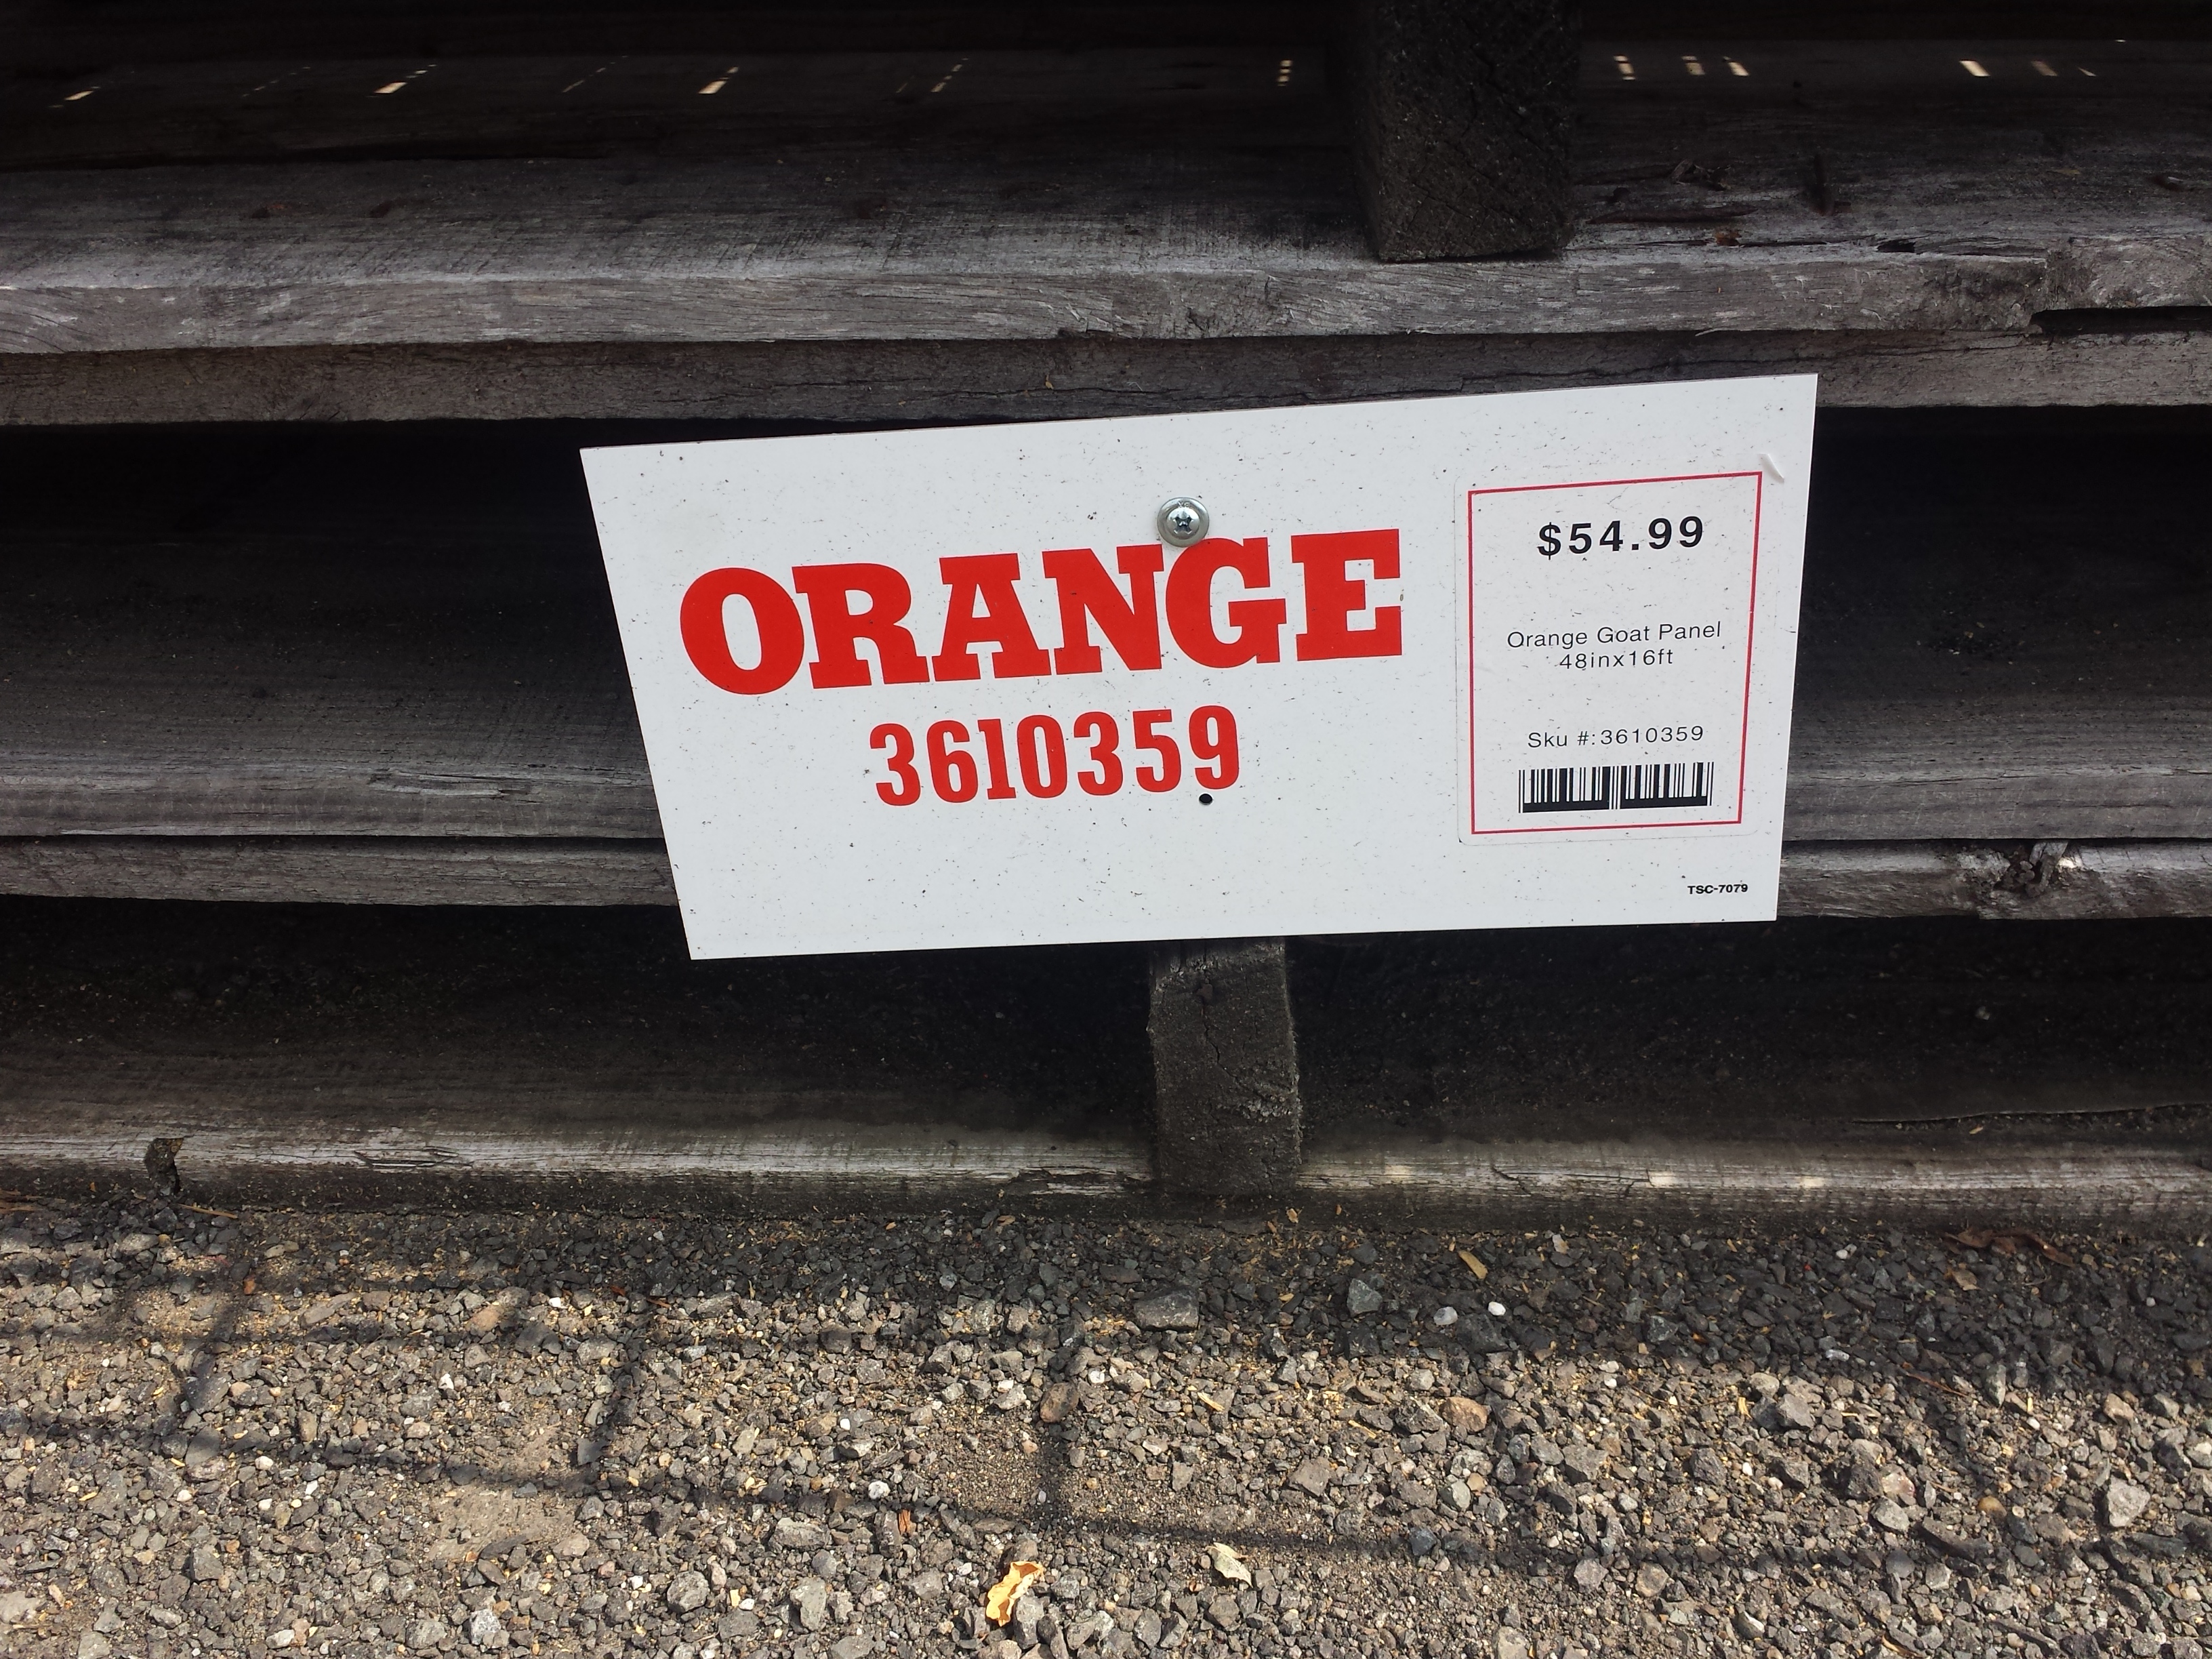 ORANGE
3610359
$54.99
Orange Goat Panel
48inx16ft
Sku #:3610359
TSC-7079